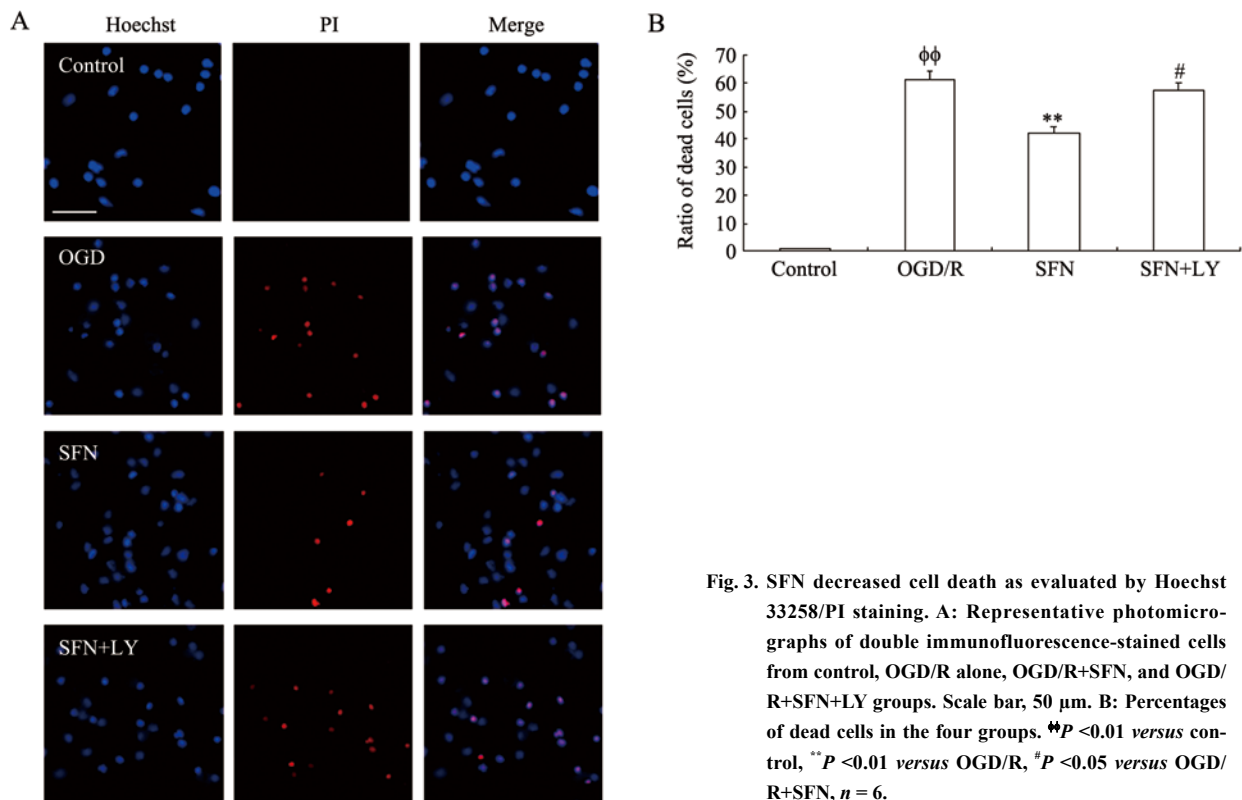 A
Hoechst PI Merge
Control
OGD
SFN
SFN+LY
B
Ratio of dead cells (%)
70
60
50
40
30
20
10
0
ϕϕ
**
#
Control OGD/R SFN SFN+LY
Fig. 3. SFN decreased cell death as evaluated by Hoechst
33258/PI staining. A: Representative photomicro-
graphs of double immunofluorescence-stained cells
from control, OGD/R alone, OGD/R+SFN, and OGD/
R+SFN+LY groups. Scale bar, 50 μm. B: Percentages
of dead cells in the four groups. ϕϕP <0.01 versus con-
trol, **P <0.01 versus OGD/R, #P <0.05 versus OGD/
R+SFN, n = 6.